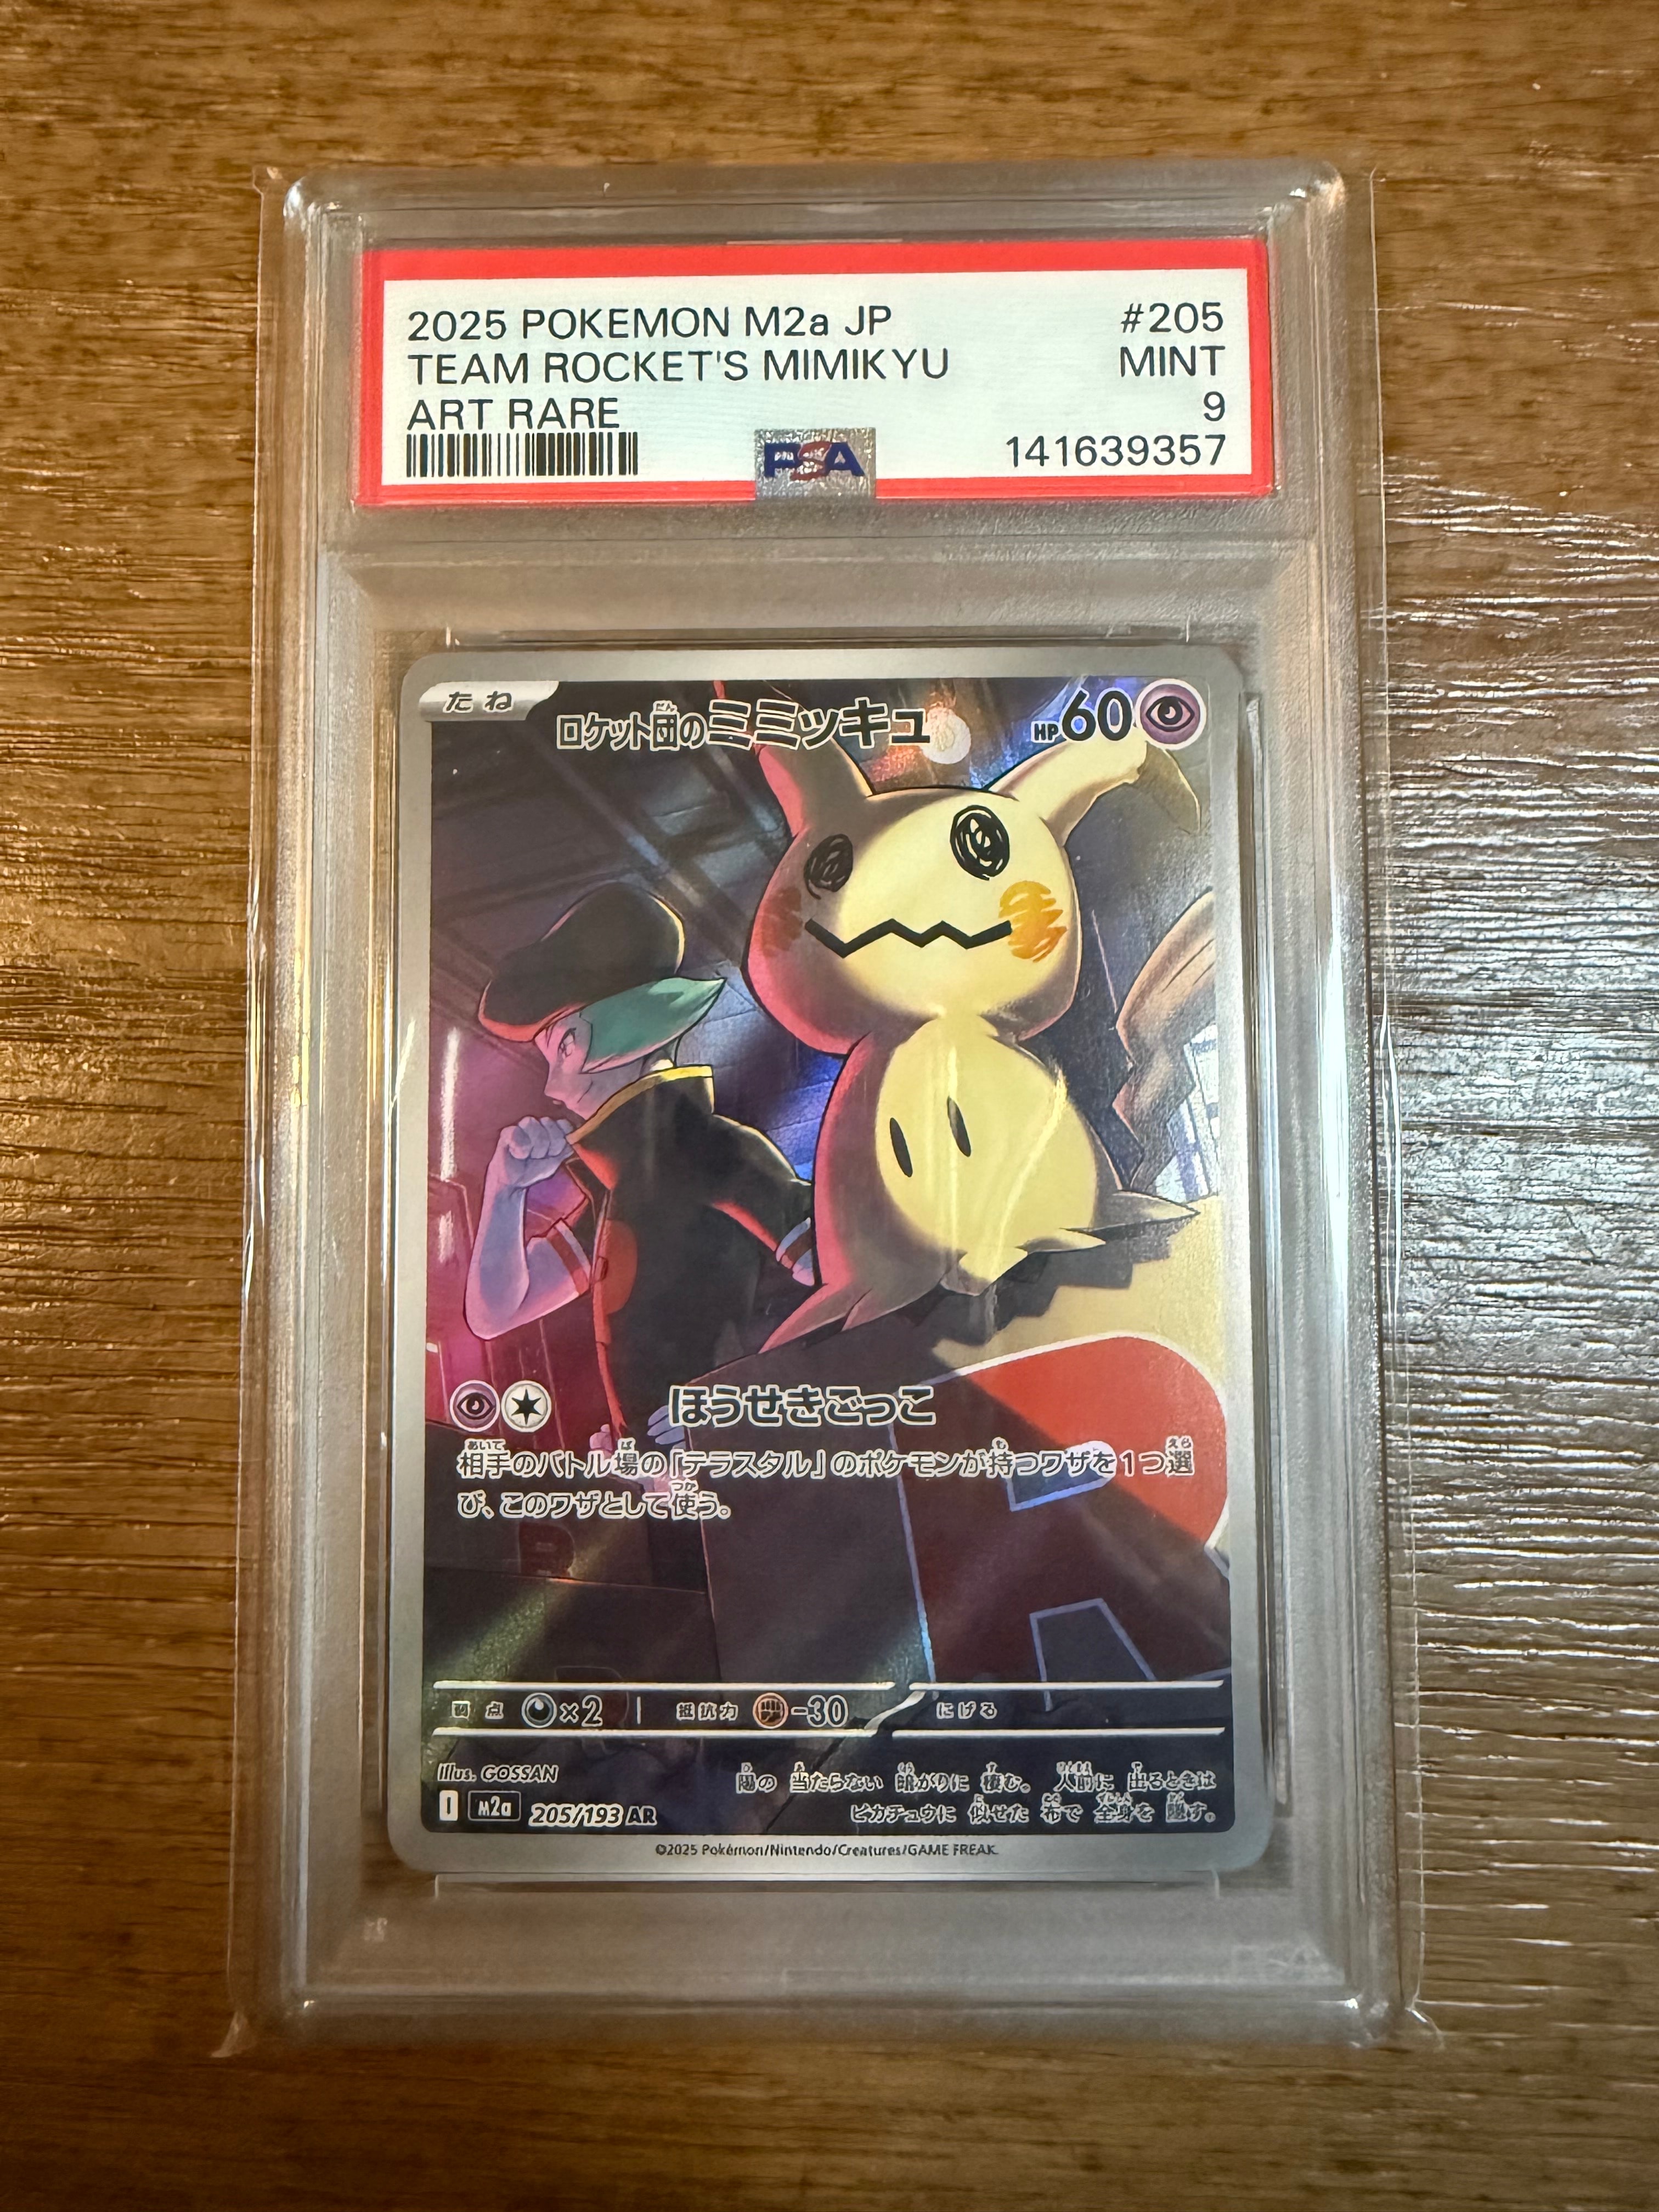 2025 POKEMON M2a JP #205
TEAM ROCKET'S MIMIKYU MINT
ART RARE 9
PSA 141639357
たね ロケット団のミミッキュ HP60
ほうせきごっこ
相手のバトル場の「テラスタル」のポケモンが持つワザを1つ選
び、このワザとして使う。
弱点 ×2 抵抗力 -30 にげる
Illus. GOSSAN
陽の当たらない暗がりに棲む。人前に出るときは
ピカチュウに似せた布で全身を隠す。
I M2a 205/193 AR
©2025 Pokémon/Nintendo/Creatures/GAME FREAK